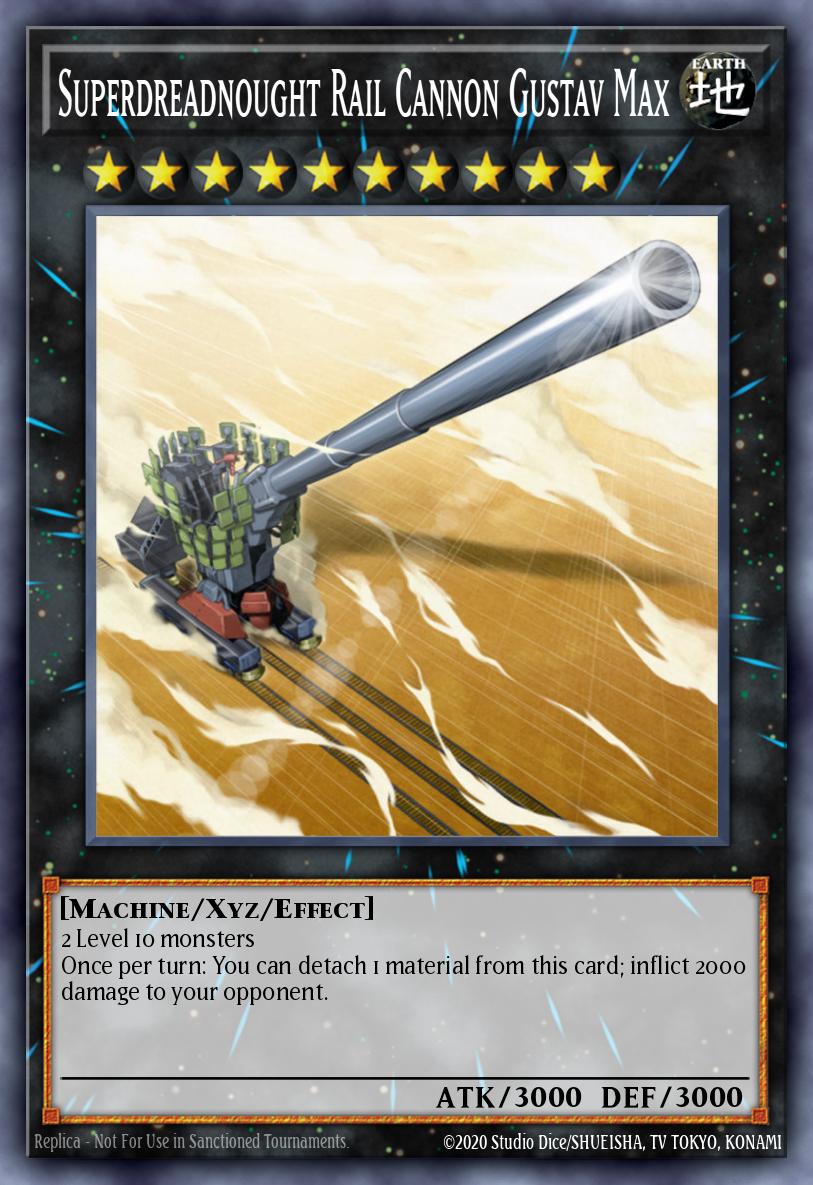 Superdreadnought Rail Cannon Gustav Max
EARTH
地
[Machine/Xyz/Effect]
2 Level 10 monsters
Once per turn: You can detach 1 material from this card; inflict 2000
damage to your opponent.
ATK/3000 DEF/3000
Replica - Not For Use in Sanctioned Tournaments.
©2020 Studio Dice/SHUEISHA, TV TOKYO, KONAMI